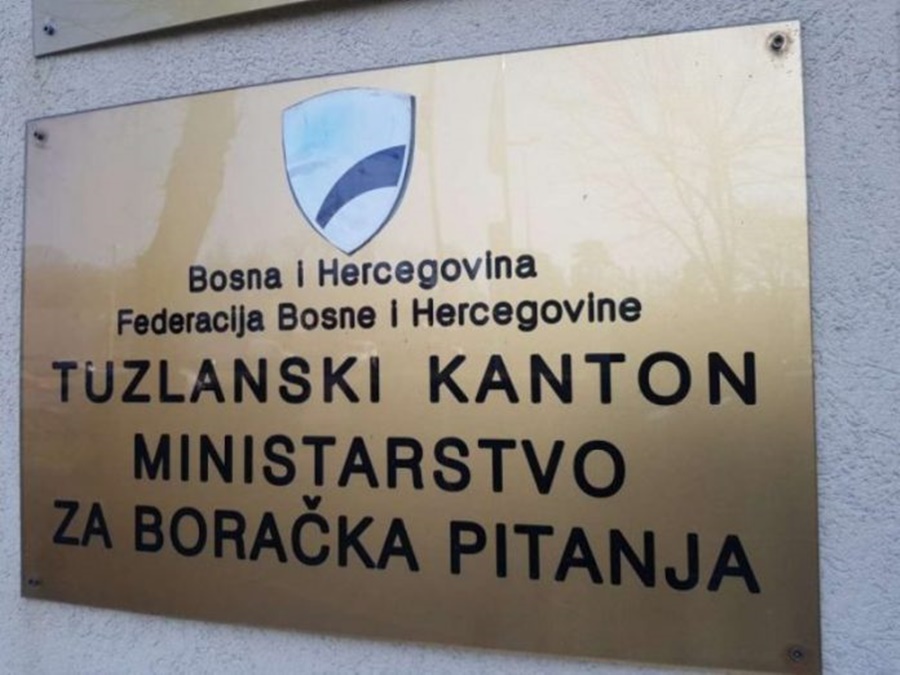 Bosna i Hercegovina
Federacija Bosne i Hercegovine
TUZLANSKI KANTON
MINISTARSTVO
ZA BORAČKA PITANJA